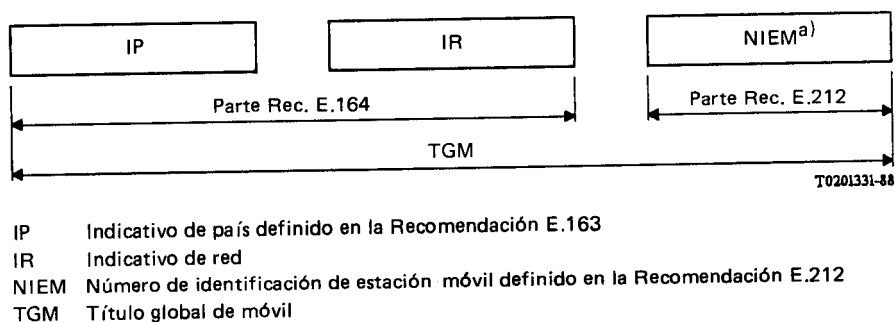 IP IR NIEMa)
Parte Rec. E.164 Parte Rec. E.212
TGM
T0201331-88
IP Indicativo de país definido en la Recomendación E.163
IR Indicativo de red
NIEM Número de identificación de estación móvil definido en la Recomendación E.212
TGM Título global de móvil